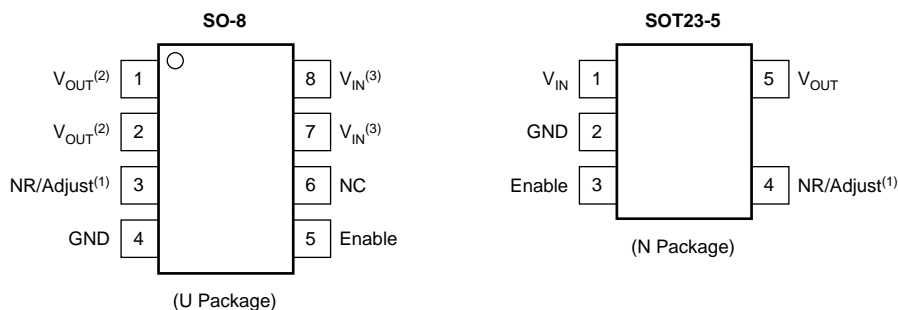 SO-8
V_OUT(2) 1 8 V_IN(3)
V_OUT(2) 2 7 V_IN(3)
NR/Adjust(1) 3 6 NC
GND 4 5 Enable
(U Package)
SOT23-5
V_IN 1 5 V_OUT
GND 2
Enable 3 4 NR/Adjust(1)
(N Package)